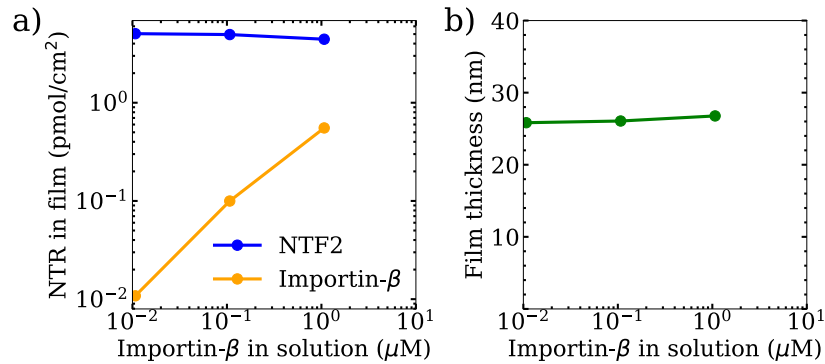 a)
NTR in film (pmol/cm²)
10⁰
10⁻¹
10⁻²
NTF2
Importin-β
10⁻² 10⁻¹ 10⁰ 10¹
Importin-β in solution (μM)
b)
Film thickness (nm)
40
30
20
10
10⁻² 10⁻¹ 10⁰ 10¹
Importin-β in solution (μM)